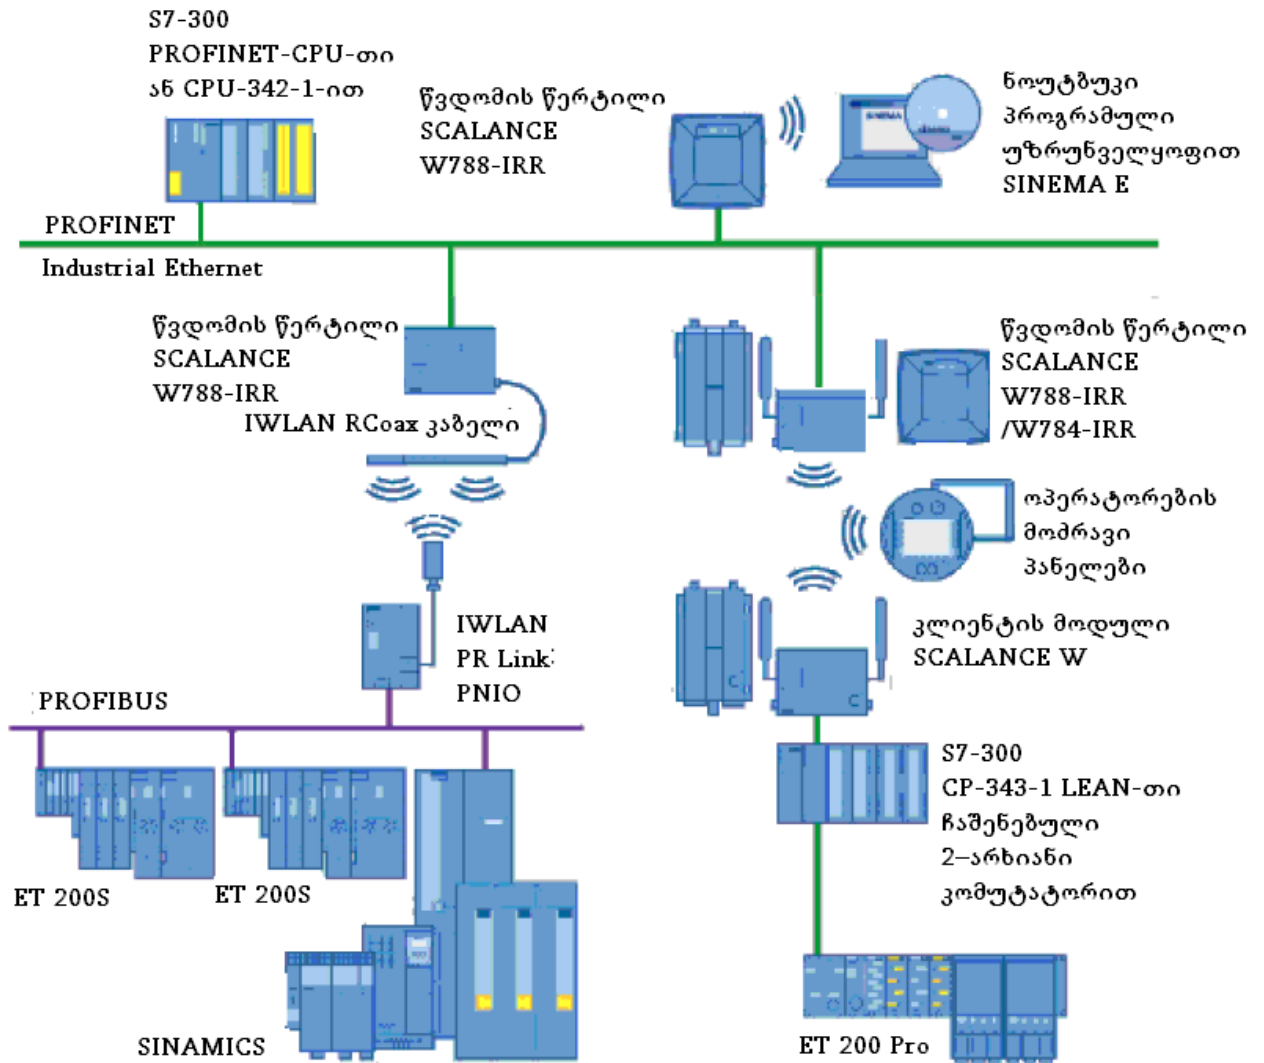 S7-300
PROFINET-CPU-თი
ან CPU-342-1-ით
წვდომის წერტილი
SCALANCE
W788-IRR
SINEMA
ნოუტბუკი
პროგრამული
უზრუნველყოფით
SINEMA E
PROFINET
Industrial Ethernet
წვდომის წერტილი
SCALANCE
W788-IRR
IWLAN RCoax კაბელი
წვდომის წერტილი
SCALANCE
W788-IRR
/W784-IRR
ოპერატორების
მოძრავი
პანელები
IWLAN
PR Link:
PNIO
კლიენტის მოდული
SCALANCE W
PROFIBUS
S7-300
CP-343-1 LEAN-თი
ჩაშენებული
2–არხიანი
კომუტატორით
ET 200S
ET 200S
SINAMICS
ET 200 Pro